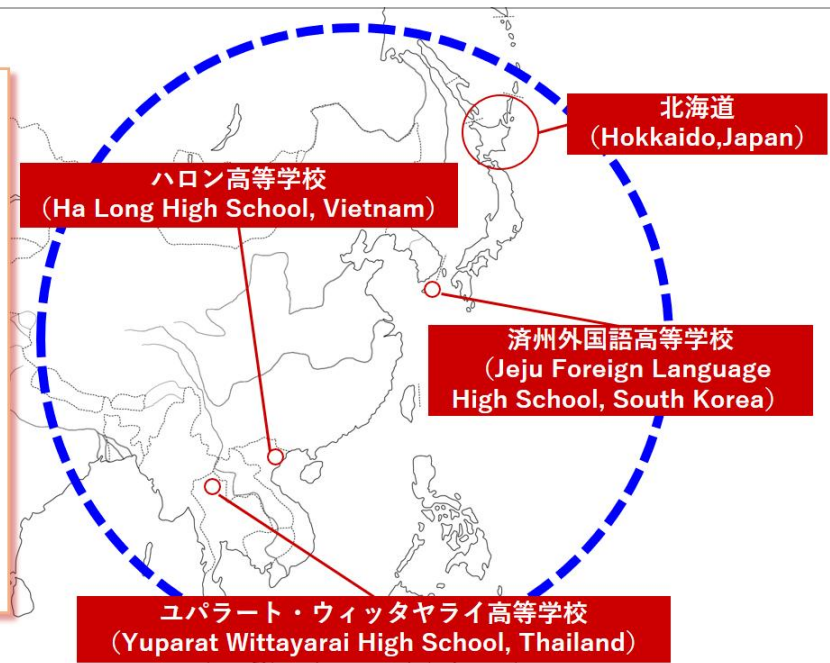 北海道
（Hokkaido,Japan）
ハロン高等学校
（Ha Long High School, Vietnam）
済州外国語高等学校
（Jeju Foreign Language
High School, South Korea）
ユパラート・ウィッタヤライ高等学校
（Yuparat Wittayarai High School, Thailand）